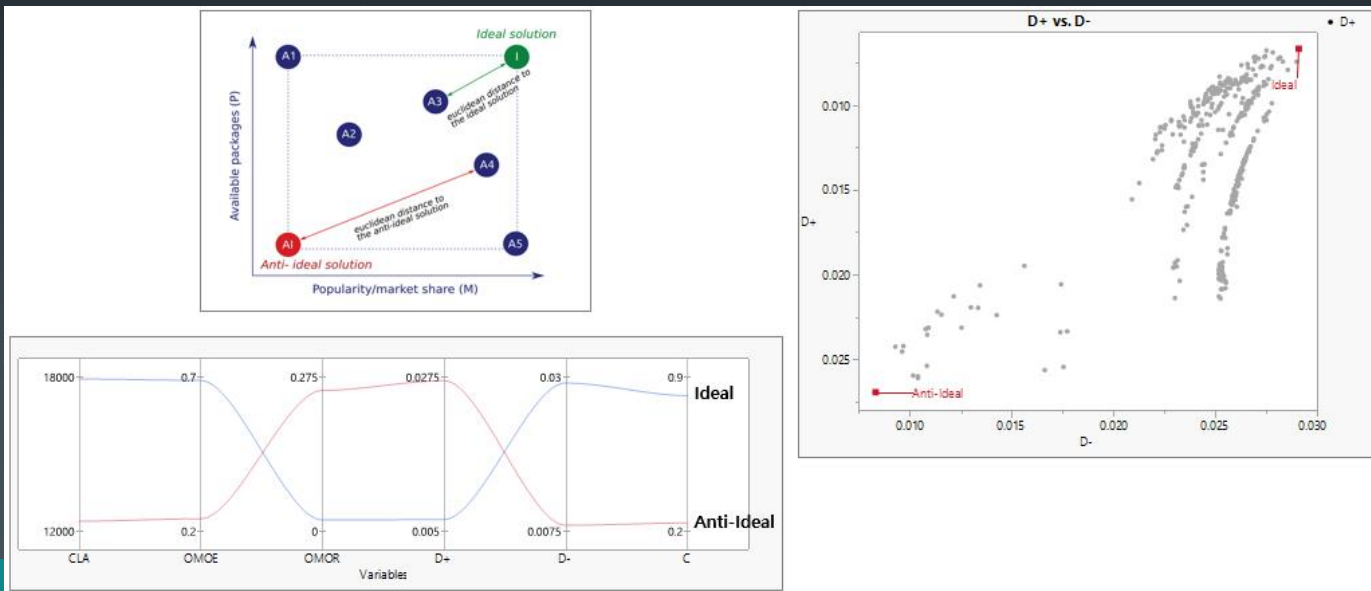 Ideal solution
A1
I
A3
euclidean distance to
the ideal solution
A2
A4
euclidean distance to
the anti-ideal solution
AI
A5
Anti- ideal solution
Available packages (P)
Popularity/market share (M)
D+ vs. D-
D+
Ideal
0.010
0.015
D+
0.020
0.025
Anti-Ideal
0.010
0.015
0.020
0.025
0.030
D-
18000
0.7
0.275
0.0275
0.03
0.9
Ideal
12000
0.2
0
0.005
0.0075
0.2
Anti-Ideal
CLA
OMOE
OMOR
D+
D-
C
Variables